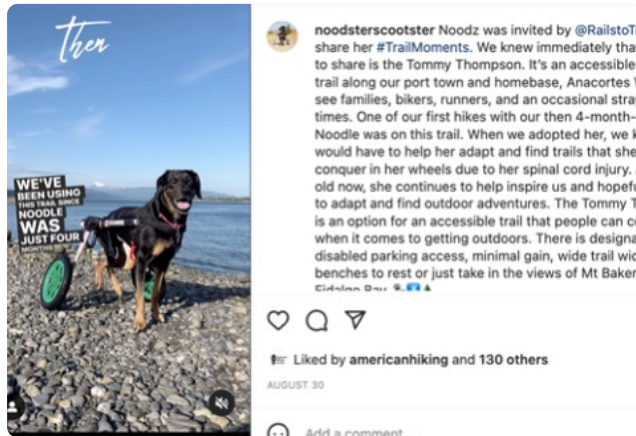 Then
WE'VE
BEEN USING
THIS TRAIL SINCE
NOODLE
WAS
JUST FOUR
MONTHS
noodsterscootster Noodz was invited by @RailstoT
share her #TrailMoments. We knew immediately tha
to share is the Tommy Thompson. It's an accessible
trail along our port town and homebase, Anacortes
see families, bikers, runners, and an occasional stra
times. One of our first hikes with our then 4-month-
Noodle was on this trail. When we adopted her, we k
would have to help her adapt and find trails that she
conquer in her wheels due to her spinal cord injury.
old now, she continues to help inspire us and hopef
to adapt and find outdoor adventures. The Tommy T
is an option for an accessible trail that people can c
when it comes to getting outdoors. There is designa
disabled parking access, minimal gain, wide trail wid
benches to rest or just take in the views of Mt Baker
Fidalgo Bay.
Liked by americanhiking and 130 others
AUGUST 30
Add a comment...